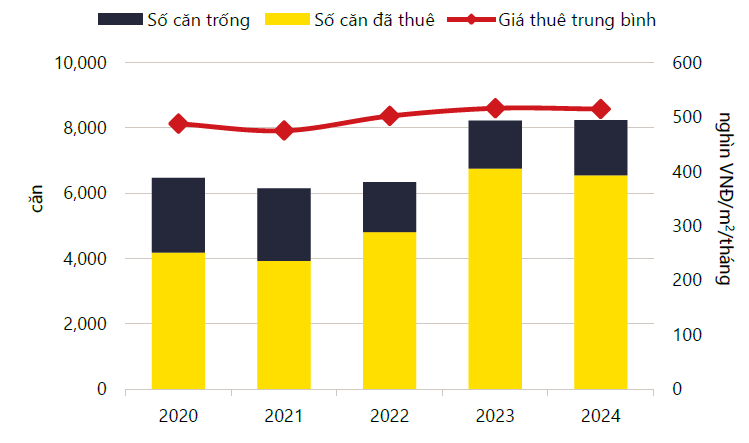 Số căn trống Số căn đã thuê Giá thuê trung bình
10,000 600
8,000 500
6,000 400
4,000 300
2,000 200
0 100
0
căn
nghìn VNĐ/m²/tháng
2020 2021 2022 2023 2024